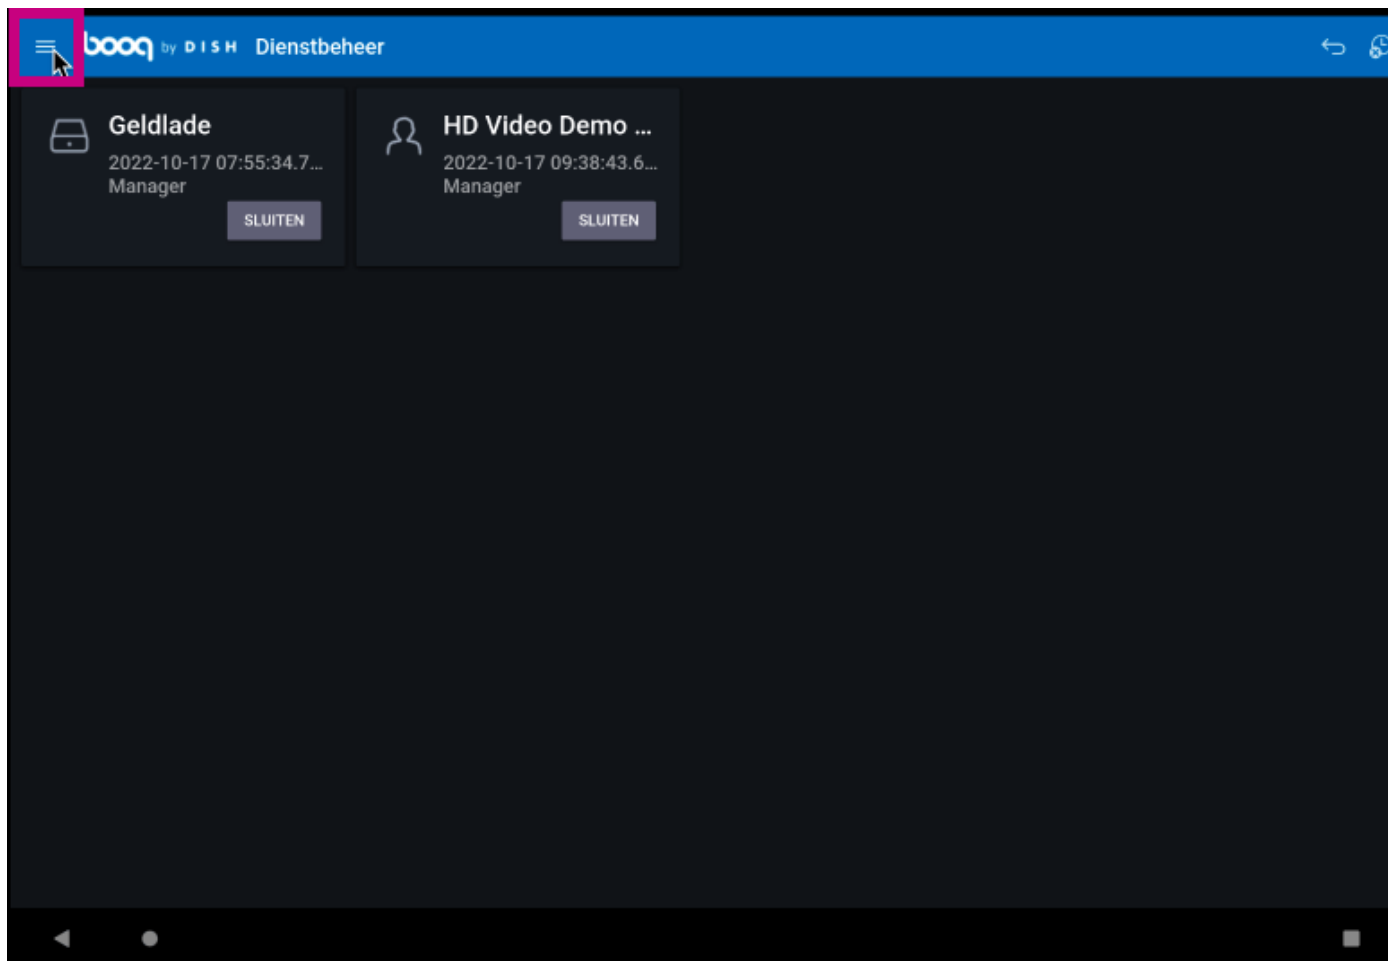 booq by DISH Dienstbeheer
Geldlade
2022-10-17 07:55:34.7...
Manager
SLUITEN
HD Video Demo ...
2022-10-17 09:38:43.6...
Manager
SLUITEN